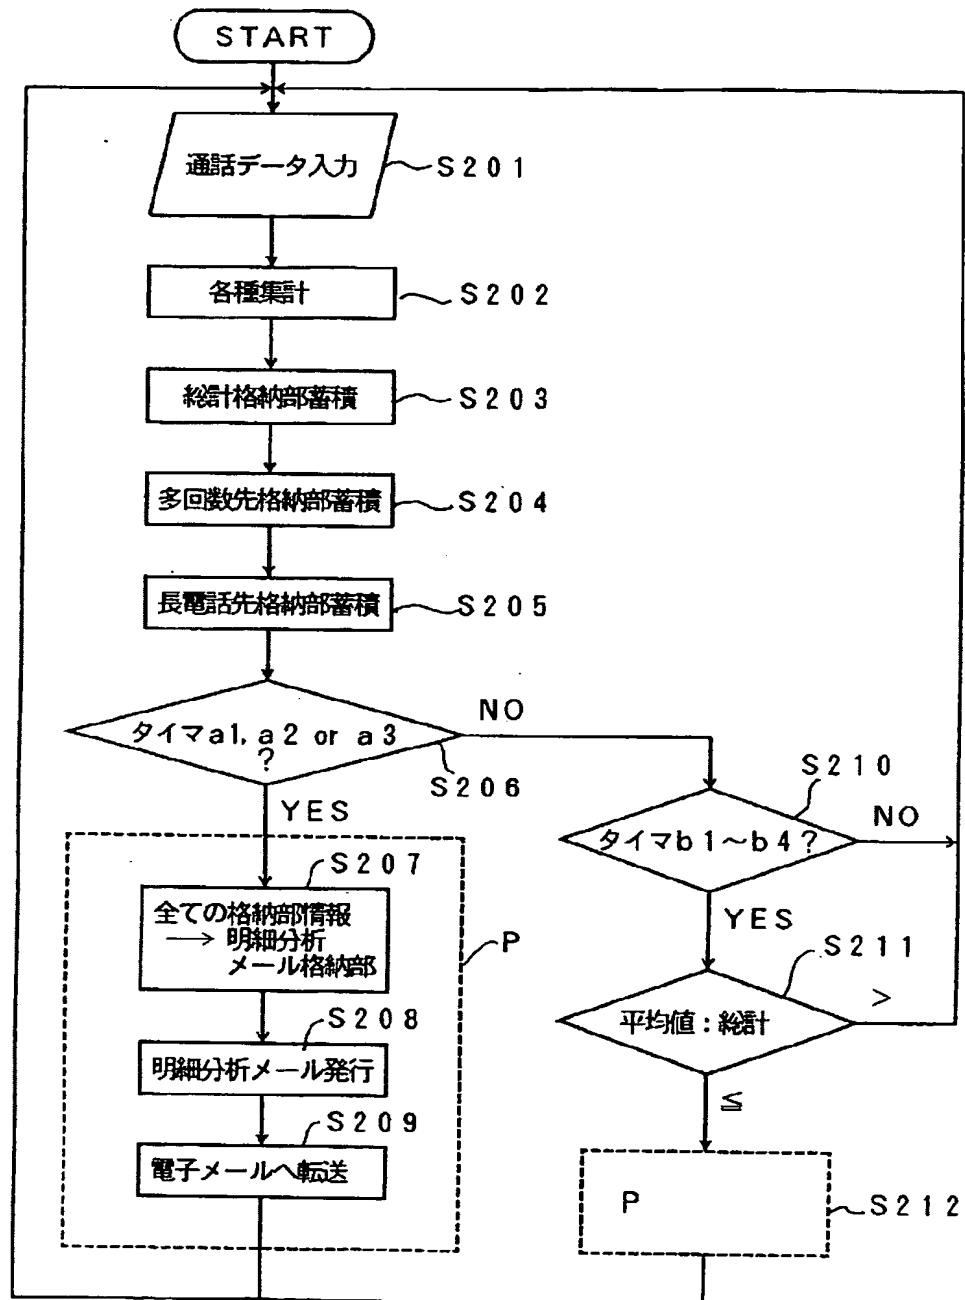 START
通話データ入力
S201
各種集計
S202
総計格納部蓄積
S203
多回数先格納部蓄積
S204
長電話先格納部蓄積
S205
タイマa1, a2 or a3
?
S206
NO
YES
S207
全ての格納部情報
→ 明細分析
メール格納部
P
S208
明細分析メール発行
S209
電子メールへ転送
S210
タイマb1～b4?
NO
YES
S211
平均値:総計
>
≦
P
S212